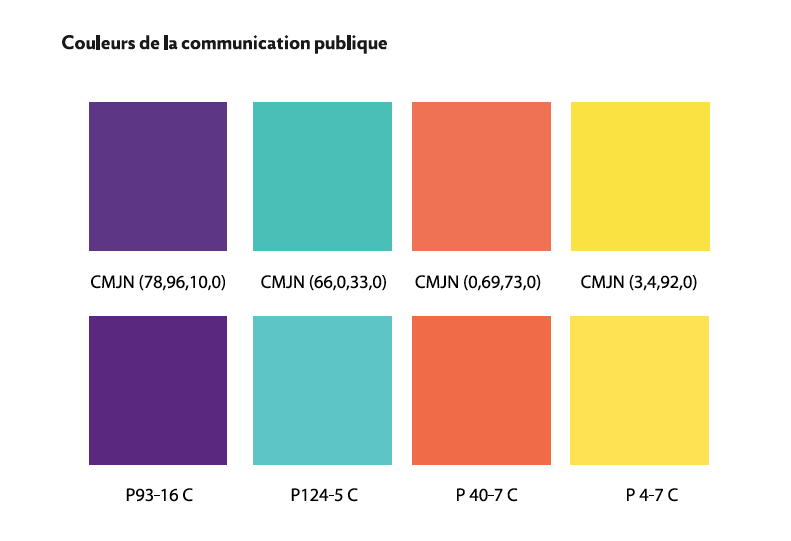 Couleurs de la communication publique
CMJN (78,96,10,0) CMJN (66,0,33,0) CMJN (0,69,73,0) CMJN (3,4,92,0)
P93-16 C P124-5 C P 40-7 C P 4-7 C